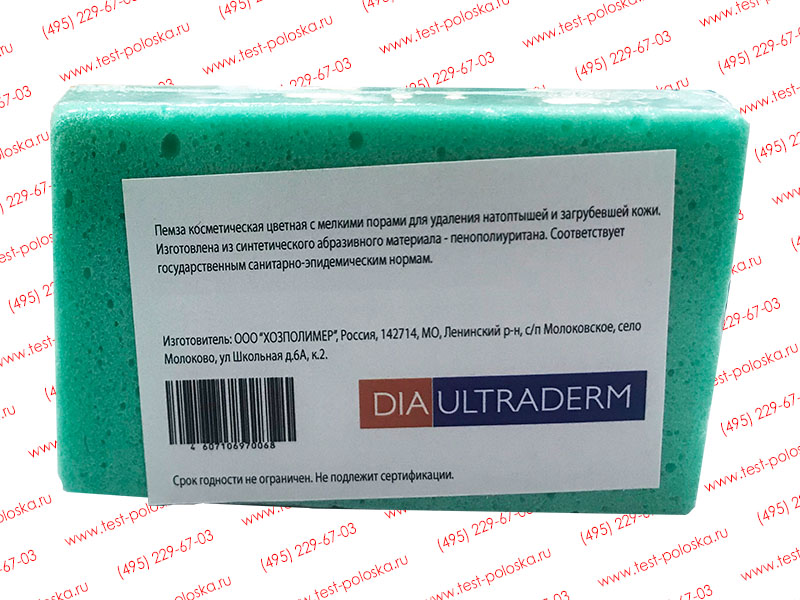 Пемза косметическая цветная с мелкими порами для удаления натоптышей и загрубевшей кожи.
Изготовлена из синтетического абразивного материала - пенополиуритана. Соответствует
государственным санитарно-эпидемическим нормам.
Изготовитель: ООО "ХОЗПОЛИМЕР", Россия, 142714, МО, Ленинский р-н, с/п Молоковское, село
Молоково, ул Школьная д.6А, к.2.
DIA ULTRADERM
4 607106970068
Срок годности не ограничен. Не подлежит сертификации.
(495) 229-67-03
www.test-poloska.ru